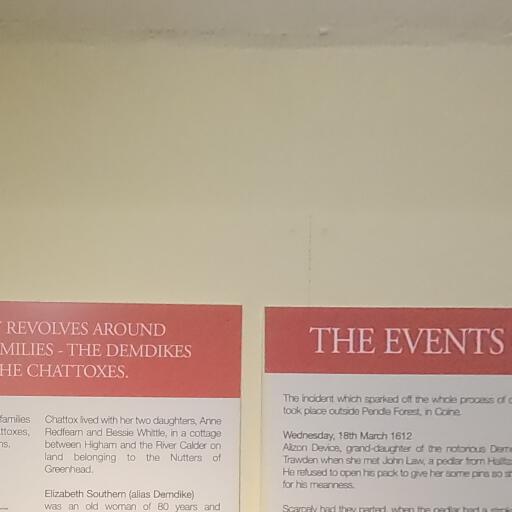 REVOLVES AROUND
MILIES - THE DEMDIKES
HE CHATTOXES.
families
ttoxes,
ns.
Chattox lived with her two daughters, Anne
Redfearn and Bessie Whittle, in a cottage
between Higham and the River Calder on
land belonging to the Nutters of
Greenhead.
Elizabeth Southern (alias Demdike)
was an old woman of 80 years and
THE EVENTS
The incident which sparked off the whole process of
took place outside Pendle Forest, in Colne.
Wednesday, 18th March 1612
Alizon Device, grand-daughter of the notorious Dem
Trawden when she met John Law, a pedlar from Halifax
He refused to open his pack to give her some pins so
for his meanness.
Scarcely had they parted, when the pedlar had a